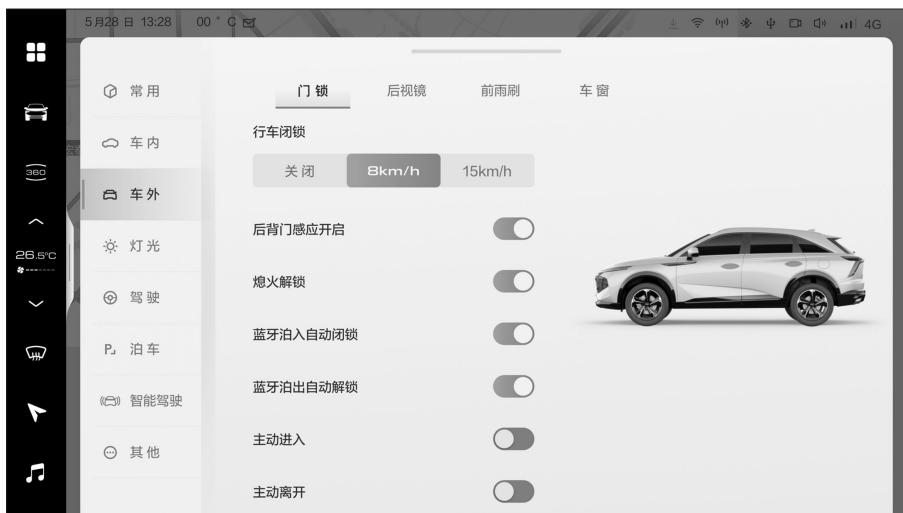 5月28日 13:28 00°C
4G
常用
门锁 后视镜 前雨刷 车窗
行车闭锁
车内
360
关闭 8km/h 15km/h
车外
后背门感应开启
灯光
26.5°C
熄火解锁
驾驶
蓝牙泊入自动闭锁
P 泊车
蓝牙泊出自动解锁
智能驾驶
主动进入
其他
主动离开